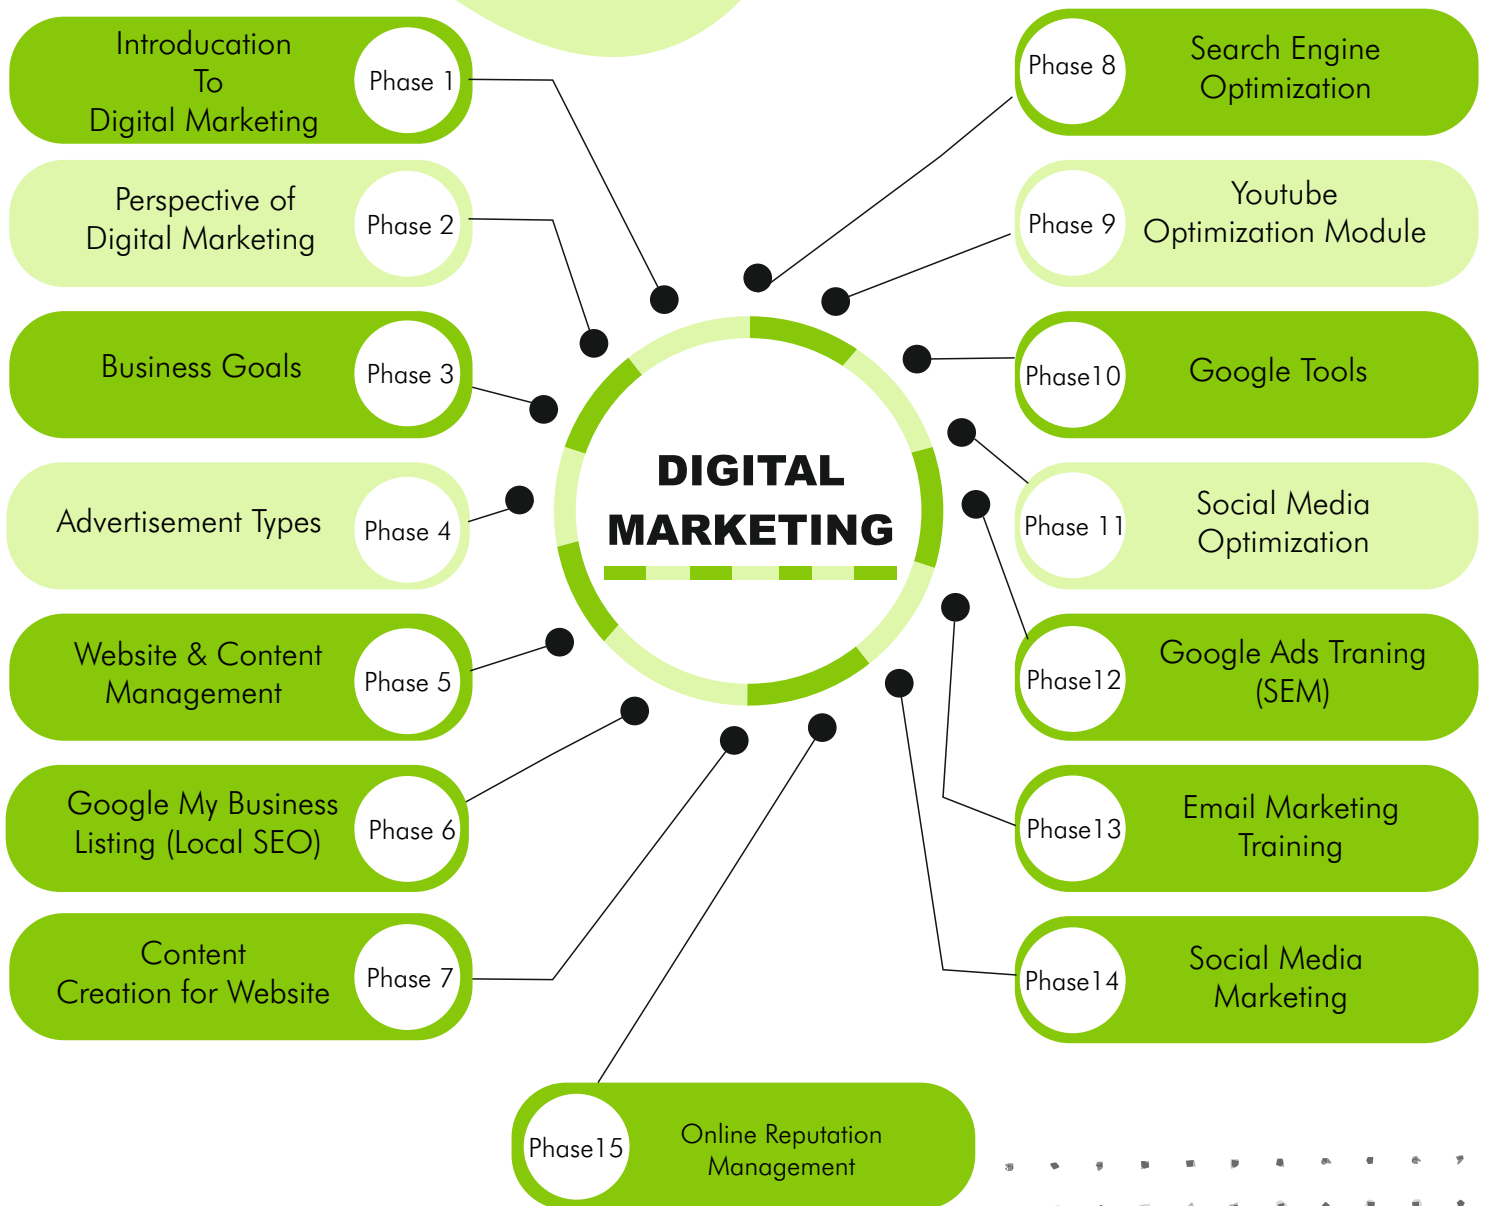 Introducation
To
Digital Marketing
Phase 1
Perspective of
Digital Marketing
Phase 2
Business Goals
Phase 3
Advertisement Types
Phase 4
Website & Content
Management
Phase 5
Google My Business
Listing (Local SEO)
Phase 6
Content
Creation for Website
Phase 7
DIGITAL
MARKETING
Phase 8
Search Engine
Optimization
Phase 9
Youtube
Optimization Module
Phase10
Google Tools
Phase 11
Social Media
Optimization
Phase12
Google Ads Traning
(SEM)
Phase13
Email Marketing
Training
Phase14
Social Media
Marketing
Phase15
Online Reputation
Management